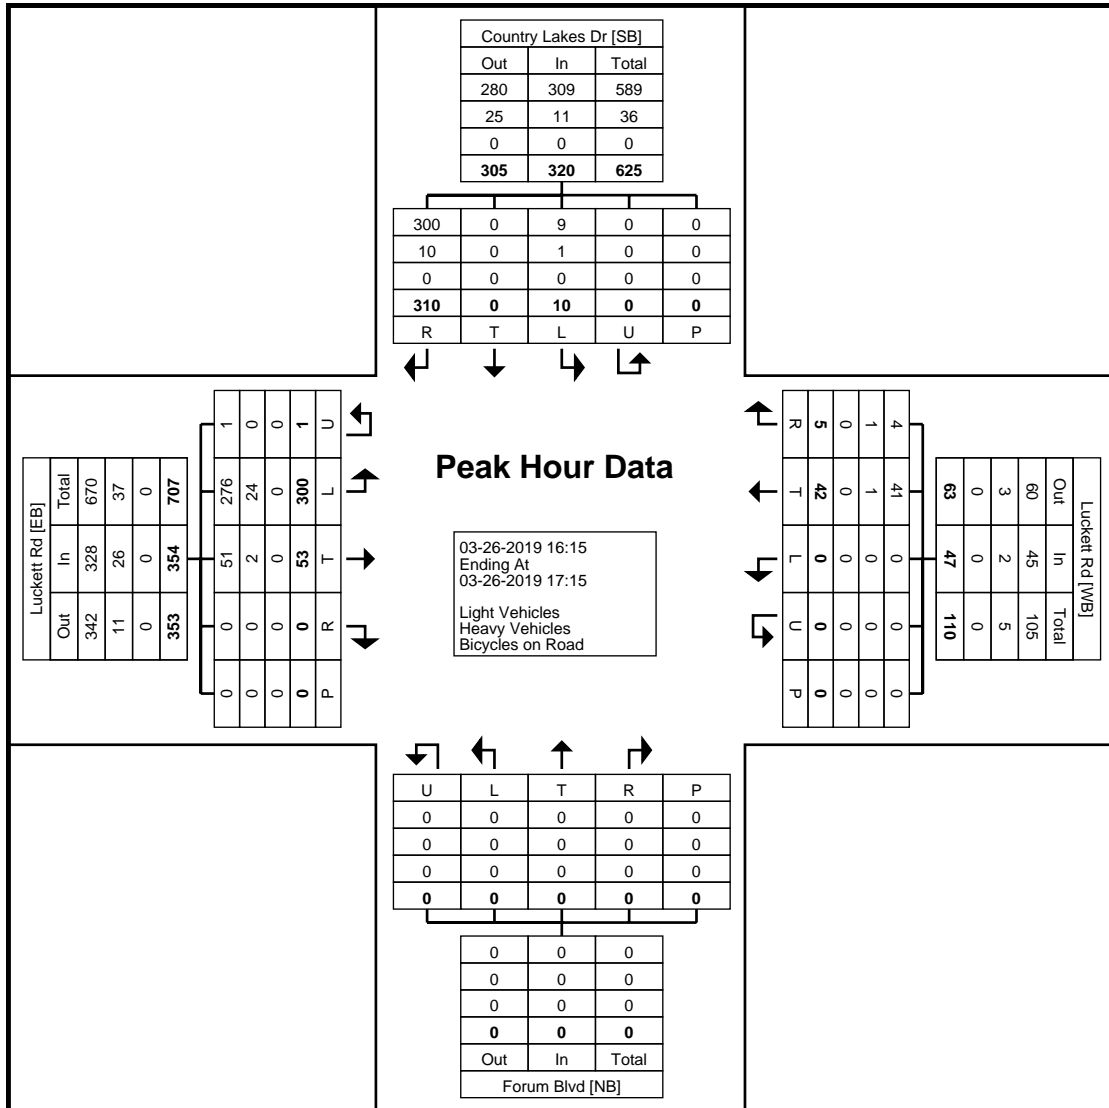 Country Lakes Dr [SB]
Out In Total
280 309 589
25 11 36
0 0 0
305 320 625
300 0 9 0 0
10 0 1 0 0
0 0 0 0 0
310 0 10 0 0
R T L U P
Luckett Rd [EB]
Total 670 37 0 707
In 328 26 0 354
Out 342 11 0 353
1 0 0 1 U
276 24 0 300 L
51 2 0 53 T
0 0 0 0 R
0 0 0 0 P
Peak Hour Data
03-26-2019 16:15
Ending At
03-26-2019 17:15
Light Vehicles
Heavy Vehicles
Bicycles on Road
R 5 0 1 4
T 42 0 1 41
L 0 0 0 0
U 0 0 0 0
P 0 0 0 0
Luckett Rd [WB]
Out 60 3 0 63
In 45 2 0 47
Total 105 5 0 110
U L T R P
0 0 0 0 0
0 0 0 0 0
0 0 0 0 0
0 0 0 0 0
0 0 0
0 0 0
0 0 0
0 0 0
Out In Total
Forum Blvd [NB]